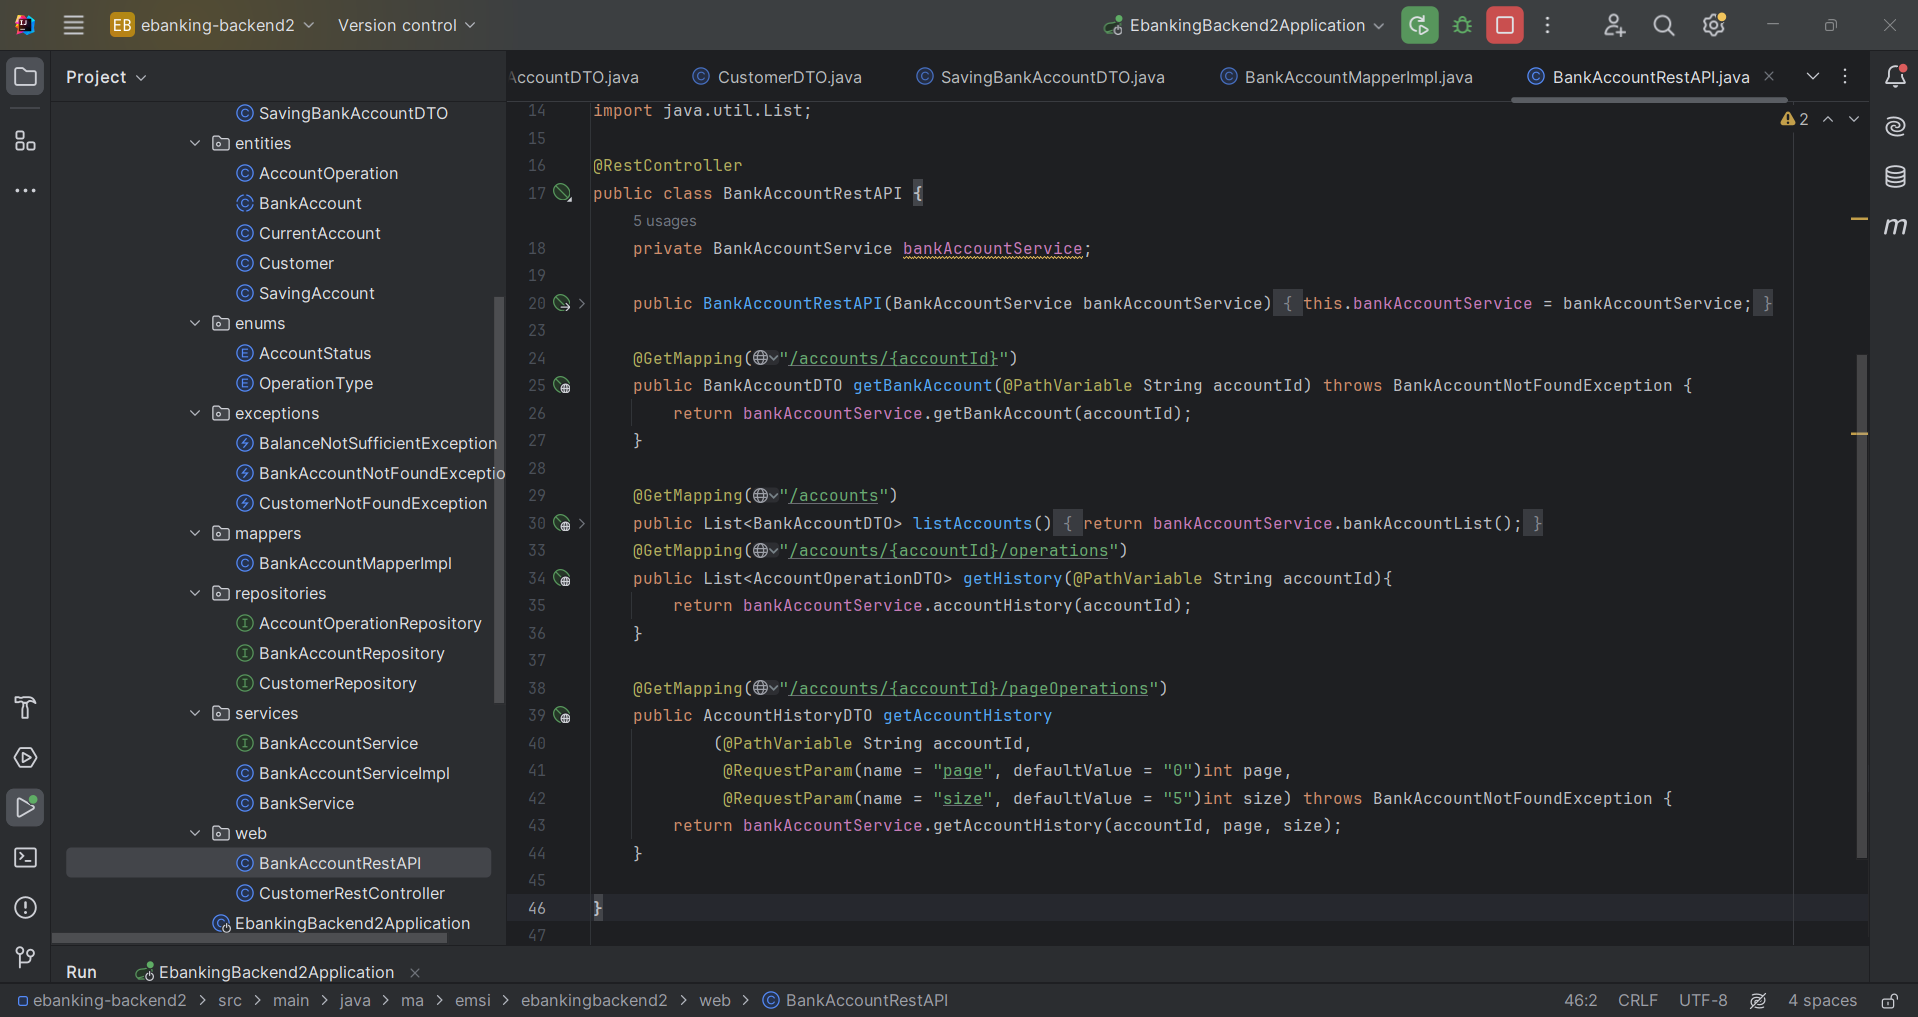 EB ebanking-backend2 Version control EbankingBackend2Application
Project
AccountDTO.java CustomerDTO.java SavingBankAccountDTO.java BankAccountMapperImpl.java BankAccountRestAPI.java
SavingBankAccountDTO
entities
AccountOperation
BankAccount
CurrentAccount
Customer
SavingAccount
enums
AccountStatus
OperationType
exceptions
BalanceNotSufficientException
BankAccountNotFoundExceptio
CustomerNotFoundException
mappers
BankAccountMapperImpl
repositories
AccountOperationRepository
BankAccountRepository
CustomerRepository
services
BankAccountService
BankAccountServiceImpl
BankService
web
BankAccountRestAPI
CustomerRestController
EbankingBackend2Application
2
14 import java.util.List;
15
16 @RestController
17 public class BankAccountRestAPI {
5 usages
18 private BankAccountService bankAccountService;
19
20 public BankAccountRestAPI(BankAccountService bankAccountService) { this.bankAccountService = bankAccountService; }
23
24 @GetMapping("/accounts/{accountId}")
25 public BankAccountDTO getBankAccount(@PathVariable String accountId) throws BankAccountNotFoundException {
26 return bankAccountService.getBankAccount(accountId);
27 }
28
29 @GetMapping("/accounts")
30 public List<BankAccountDTO> listAccounts() { return bankAccountService.bankAccountList(); }
33 @GetMapping("/accounts/{accountId}/operations")
34 public List<AccountOperationDTO> getHistory(@PathVariable String accountId){
35 return bankAccountService.accountHistory(accountId);
36 }
37
38 @GetMapping("/accounts/{accountId}/pageOperations")
39 public AccountHistoryDTO getAccountHistory
40 (@PathVariable String accountId,
41 @RequestParam(name = "page", defaultValue = "0")int page,
42 @RequestParam(name = "size", defaultValue = "5")int size) throws BankAccountNotFoundException {
43 return bankAccountService.getAccountHistory(accountId, page, size);
44 }
45
46 }
47
Run EbankingBackend2Application
ebanking-backend2 > src > main > java > ma > emsi > ebankingbackend2 > web > BankAccountRestAPI 46:2 CRLF UTF-8 4 spaces